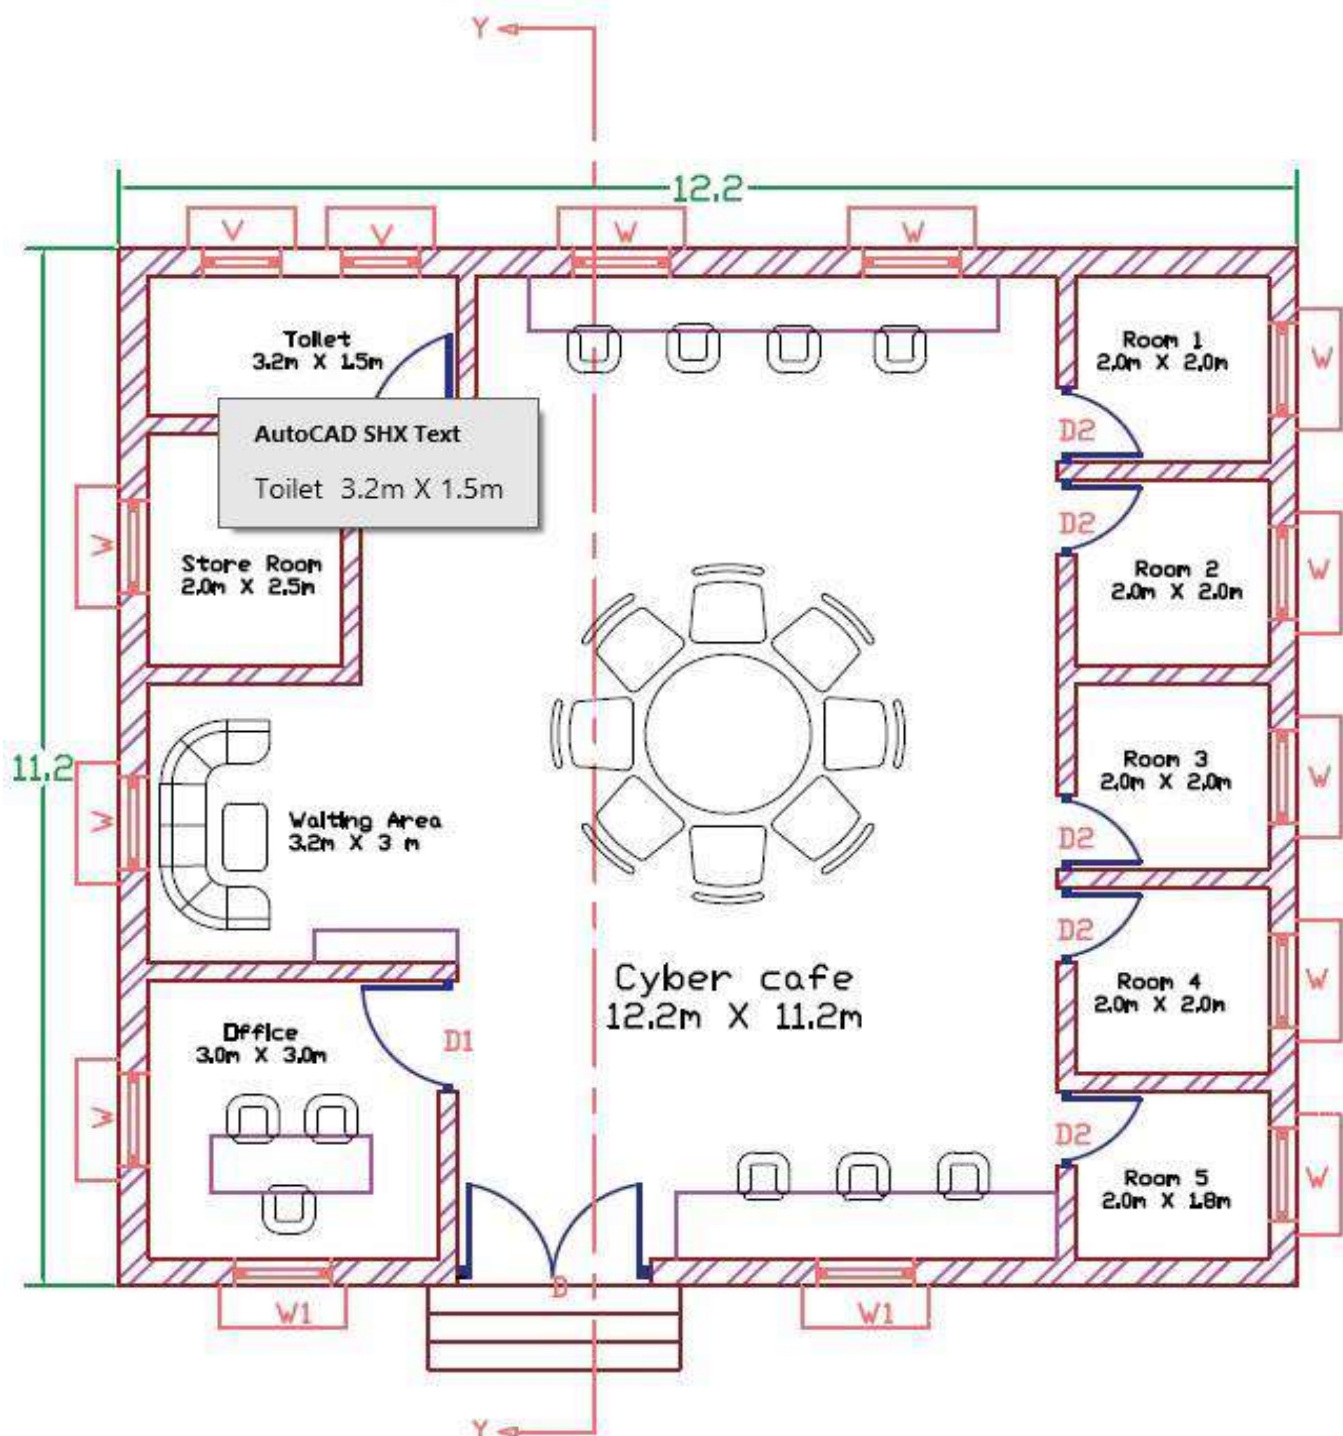 Y
12.2
V
V
W
W
Toilet
3.2m X 1.5m
Room 1
2.0m X 2.0m
W
AutoCAD SHX Text
Toilet 3.2m X 1.5m
D2
D2
W
Store Room
2.0m X 2.5m
Room 2
2.0m X 2.0m
W
11.2
Room 3
2.0m X 2.0m
W
W
Waiting Area
3.2m X 3 m
D2
D2
Cyber cafe
12.2m X 11.2m
Room 4
2.0m X 2.0m
W
Office
3.0m X 3.0m
D1
W
D2
Room 5
2.0m X 1.8m
W
D
W1
W1
Y